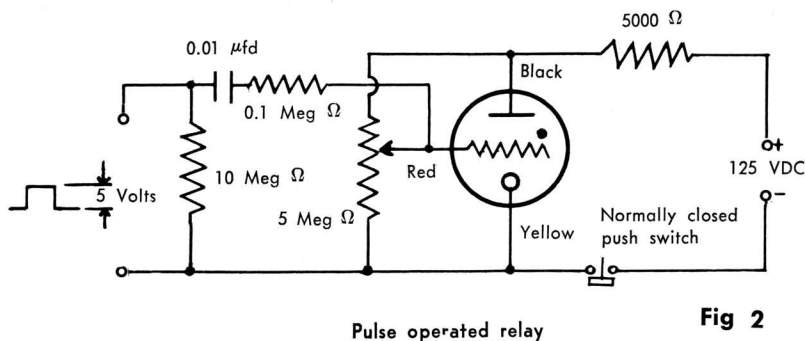 5000 Ω
0.01 μfd
Black
0.1 Meg Ω
+
125 VDC
-
Red
10 Meg Ω
5 Volts
5 Meg Ω
Normally closed
push switch
Yellow
Fig 2
Pulse operated relay